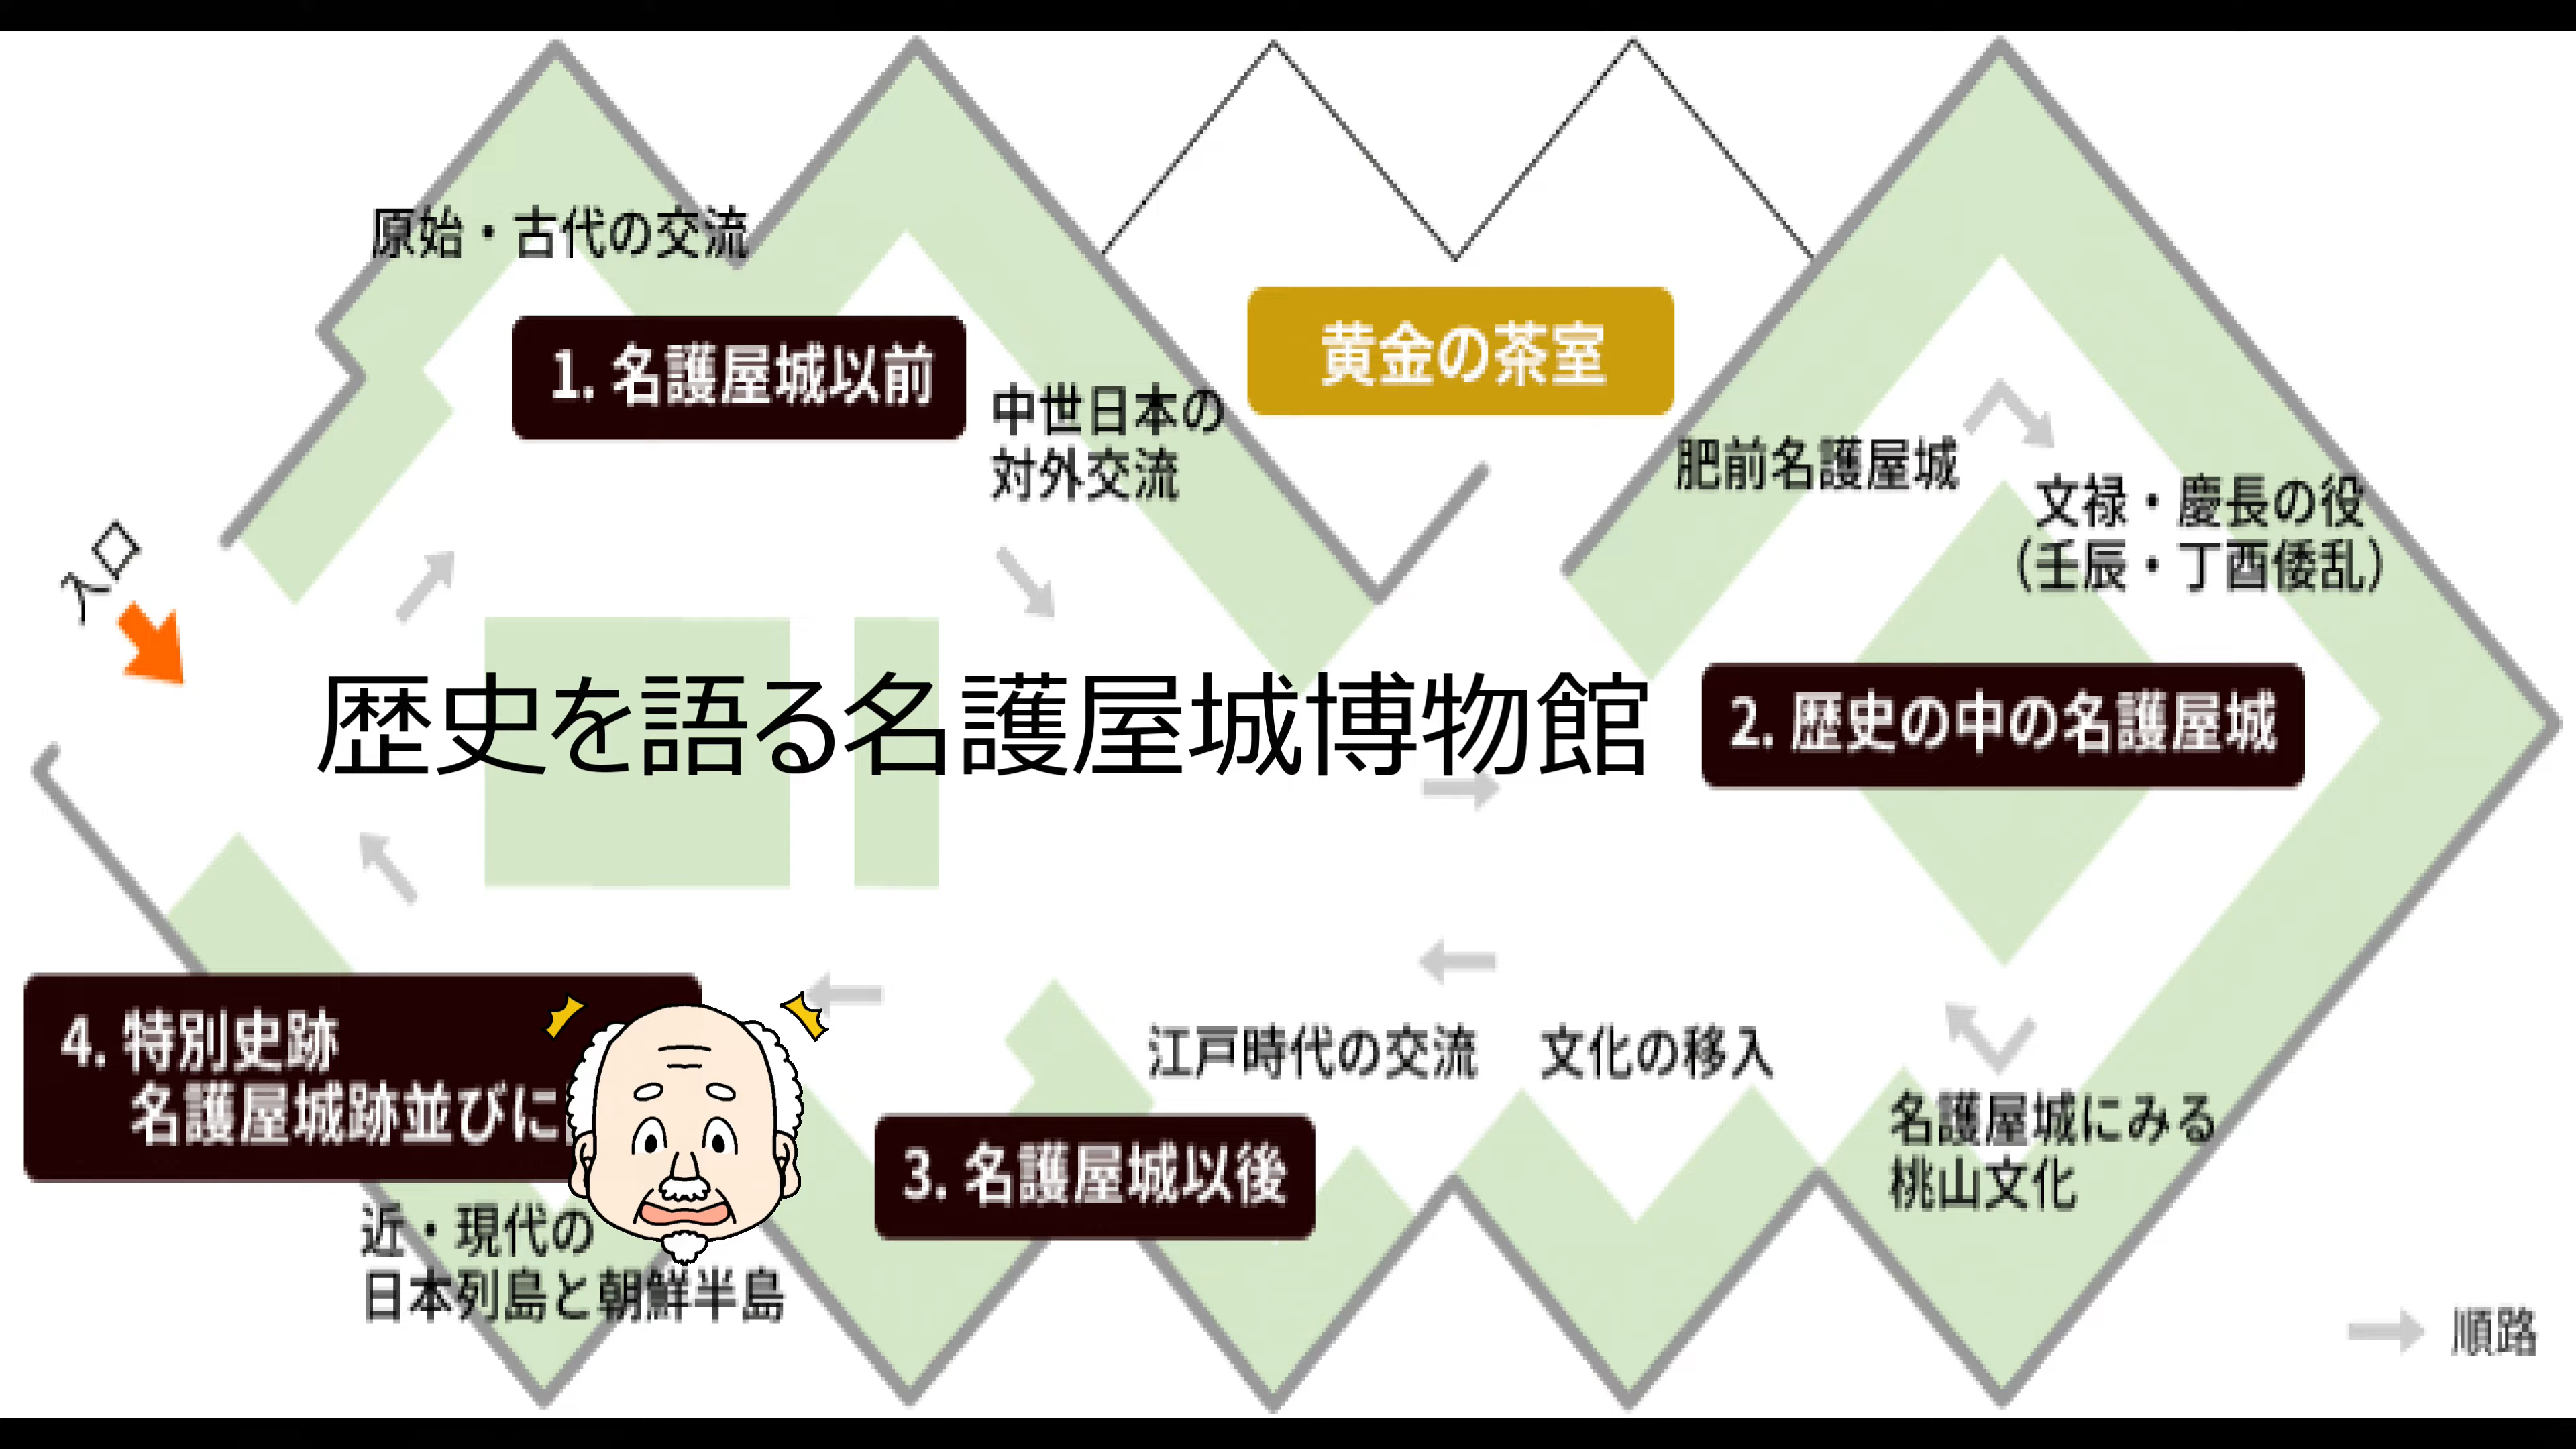 原始・古代の交流
1. 名護屋城以前
中世日本の
対外交流
黄金の茶室
肥前名護屋城
文禄・慶長の役
(壬辰・丁酉倭乱)
入口
歴史を語る名護屋城博物館
2. 歴史の中の名護屋城
4. 特別史跡
名護屋城跡並びに
江戸時代の交流
文化の移入
名護屋城にみる
桃山文化
3. 名護屋城以後
近・現代の
日本列島と朝鮮半島
順路